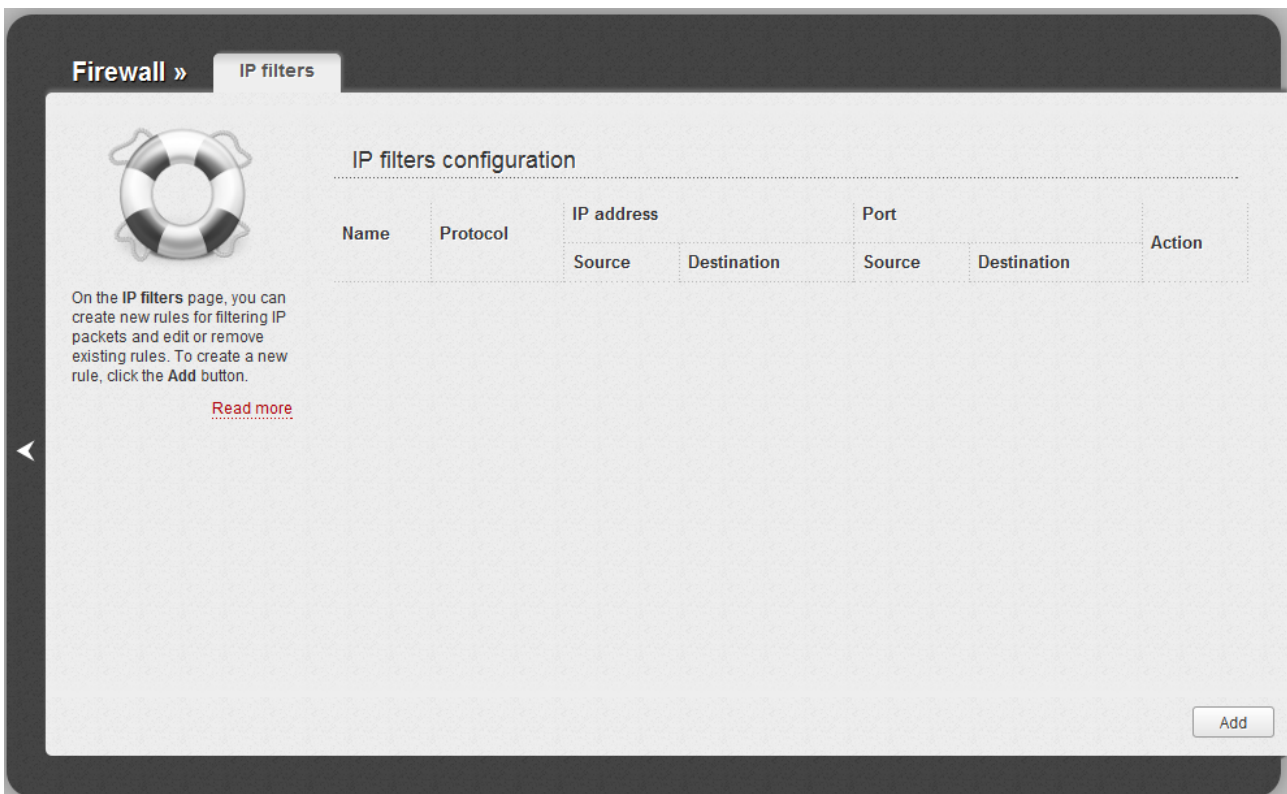 Firewall »
IP filters
On the IP filters page, you can
create new rules for filtering IP
packets and edit or remove
existing rules. To create a new
rule, click the Add button.
Read more
IP filters configuration
Name
Protocol
IP address
Port
Action
Source
Destination
Source
Destination
Add